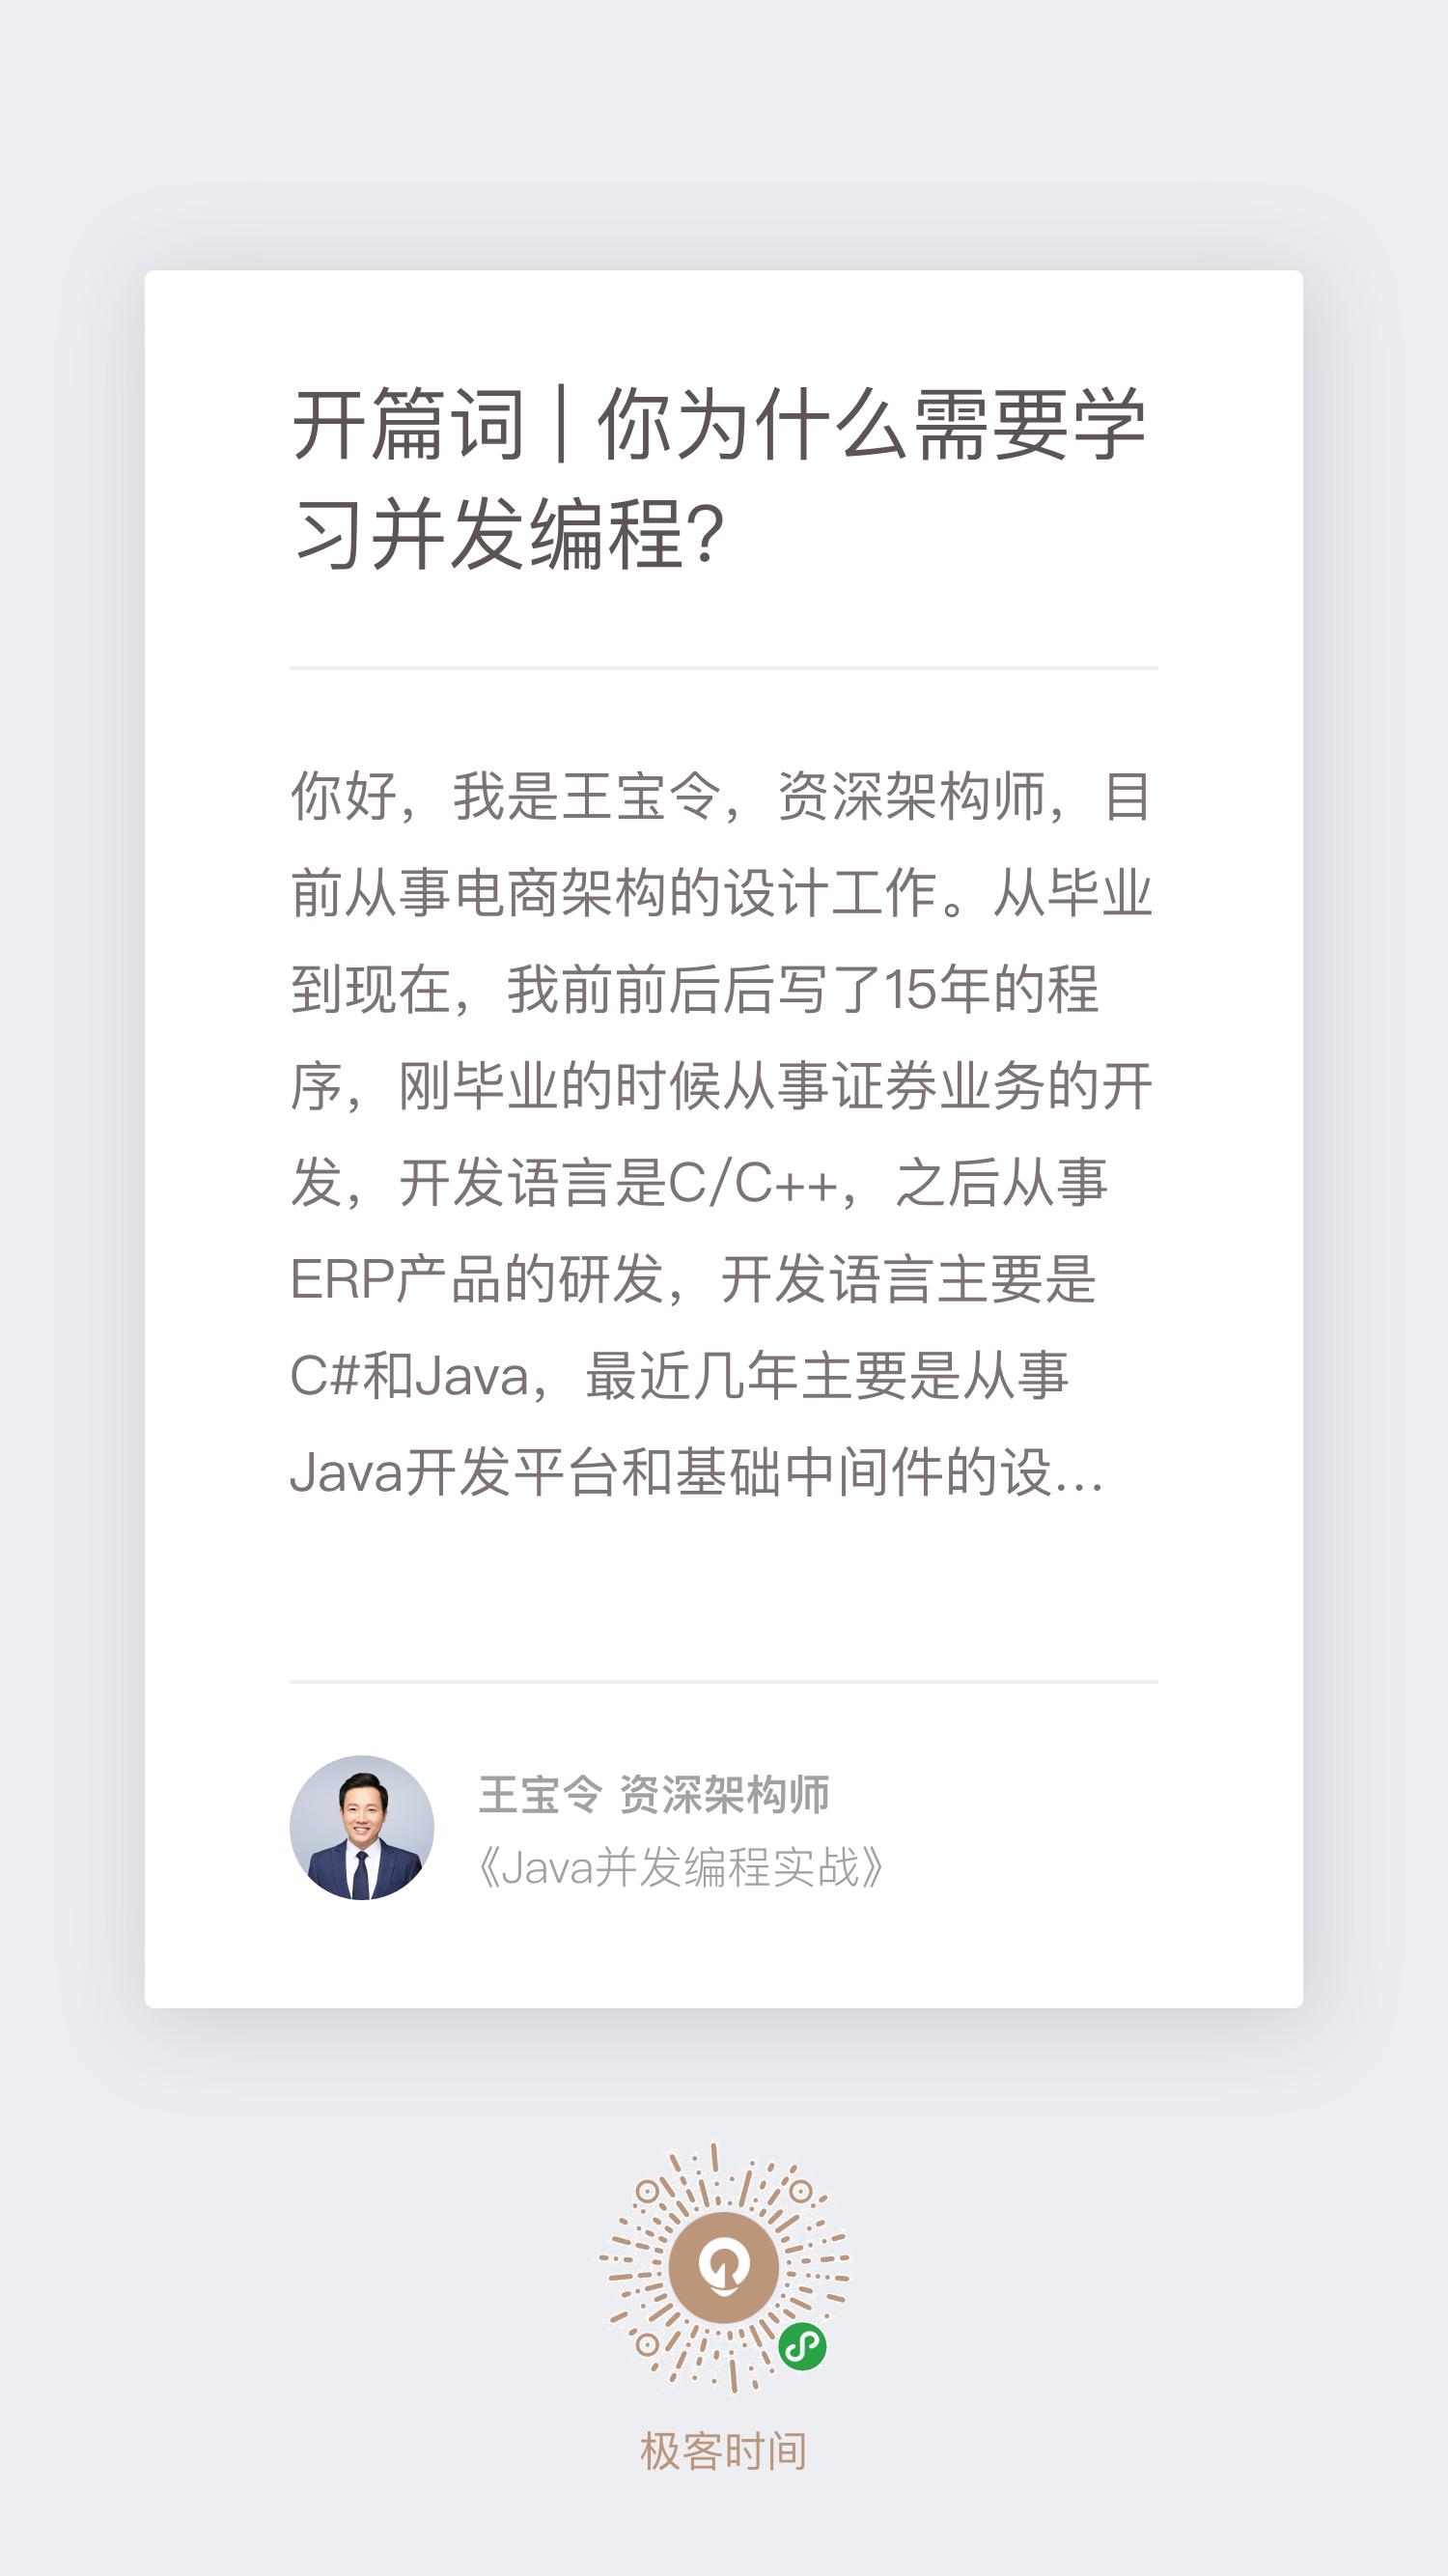 开篇词 | 你为什么需要学
习并发编程?
你好，我是王宝令，资深架构师，目
前从事电商架构的设计工作。从毕业
到现在，我前前后后写了15年的程
序，刚毕业的时候从事证券业务的开
发，开发语言是C/C++，之后从事
ERP产品的研发，开发语言主要是
C#和Java，最近几年主要是从事
Java开发平台和基础中间件的设...
王宝令 资深架构师
《Java并发编程实战》
极客时间